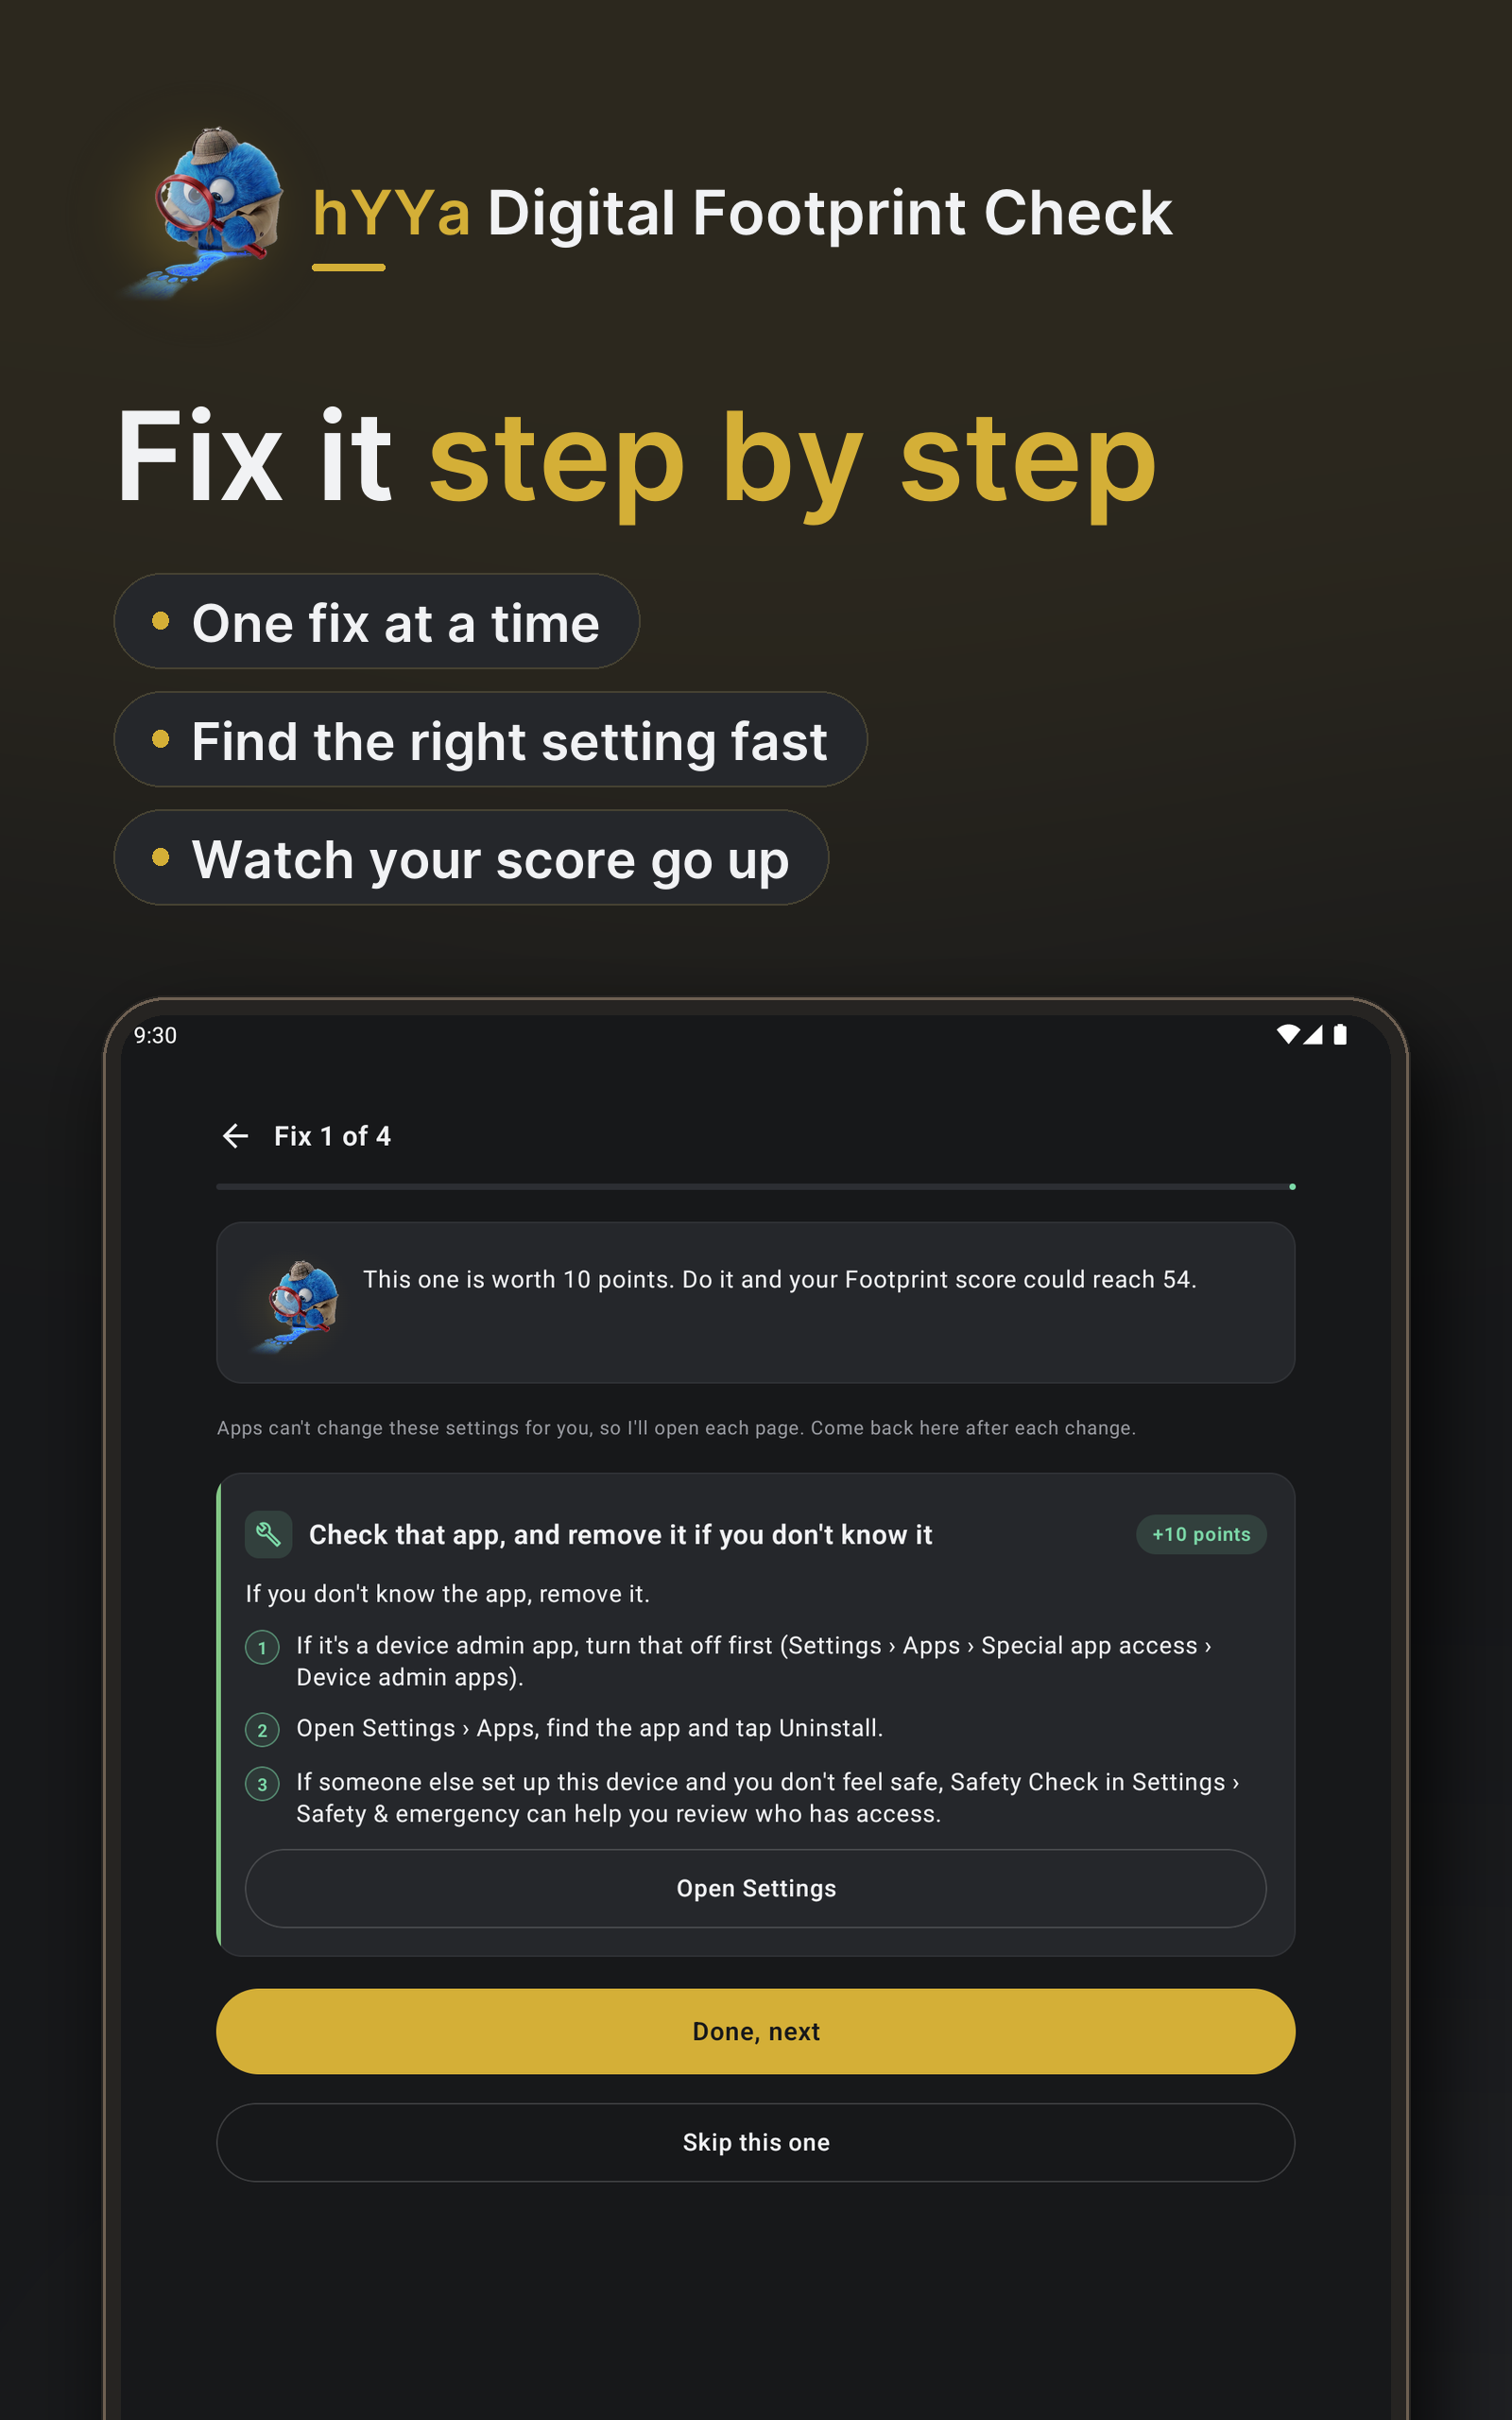 hYYa Digital Footprint Check
Fix it step by step
One fix at a time
Find the right setting fast
Watch your score go up
9:30
Fix 1 of 4
This one is worth 10 points. Do it and your Footprint score could reach 54.
Apps can't change these settings for you, so I'll open each page. Come back here after each change.
Check that app, and remove it if you don't know it
+10 points
If you don't know the app, remove it.
1 If it's a device admin app, turn that off first (Settings › Apps › Special app access ›
Device admin apps).
2 Open Settings › Apps, find the app and tap Uninstall.
3 If someone else set up this device and you don't feel safe, Safety Check in Settings ›
Safety & emergency can help you review who has access.
Open Settings
Done, next
Skip this one